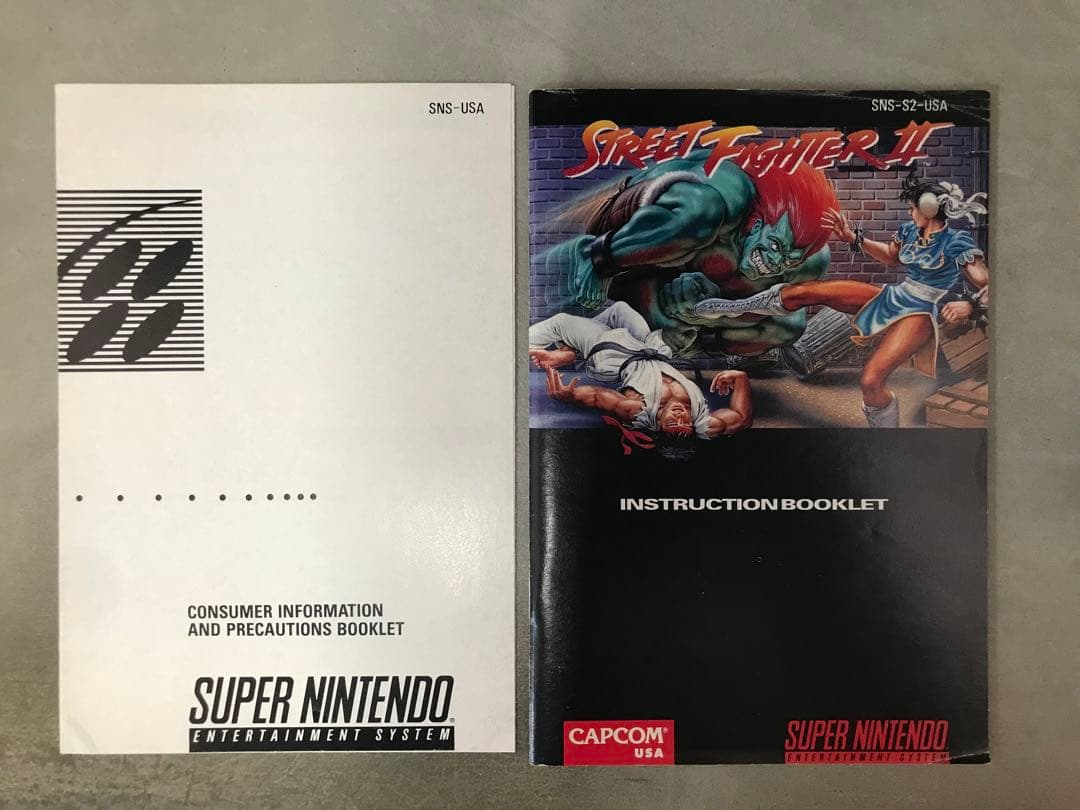 SNS-USA
CONSUMER INFORMATION
AND PRECAUTIONS BOOKLET
SUPER NINTENDO®
ENTERTAINMENT SYSTEM
SNS-S2-USA
STREET FIGHTER II
INSTRUCTION BOOKLET
CAPCOM®
USA
SUPER NINTENDO
ENTERTAINMENT SYSTEM